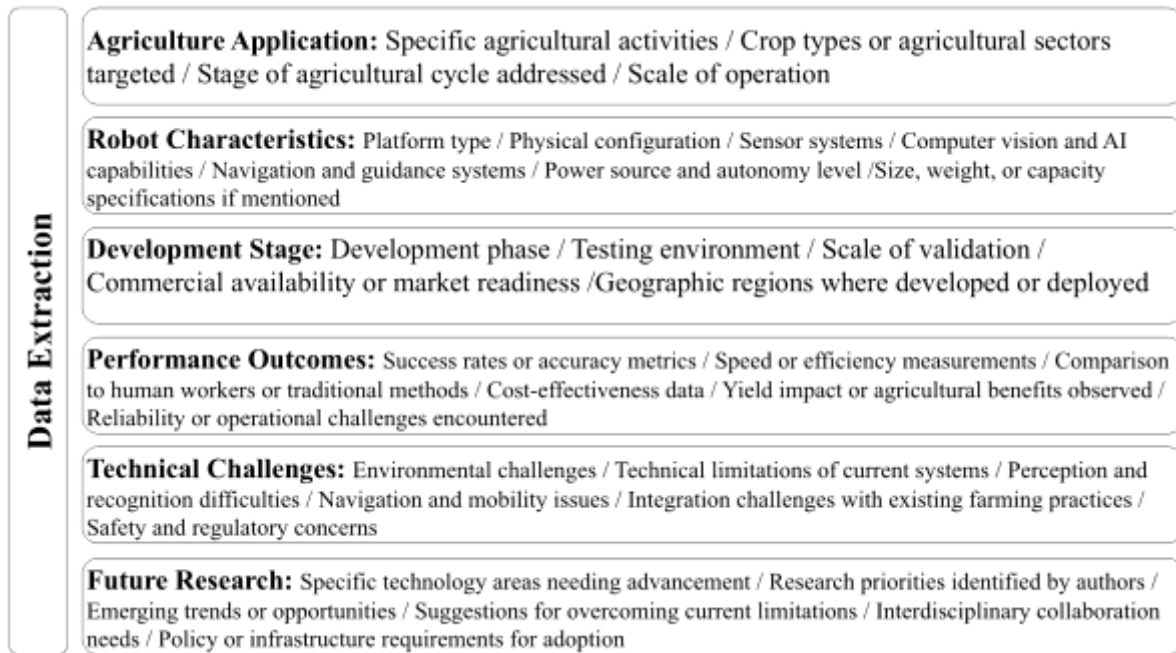 Data Extraction
Agriculture Application: Specific agricultural activities / Crop types or agricultural sectors
targeted / Stage of agricultural cycle addressed / Scale of operation
Robot Characteristics: Platform type / Physical configuration / Sensor systems / Computer vision and AI
capabilities / Navigation and guidance systems / Power source and autonomy level /Size, weight, or capacity
specifications if mentioned
Development Stage: Development phase / Testing environment / Scale of validation /
Commercial availability or market readiness /Geographic regions where developed or deployed
Performance Outcomes: Success rates or accuracy metrics / Speed or efficiency measurements / Comparison
to human workers or traditional methods / Cost-effectiveness data / Yield impact or agricultural benefits observed /
Reliability or operational challenges encountered
Technical Challenges: Environmental challenges / Technical limitations of current systems / Perception and
recognition difficulties / Navigation and mobility issues / Integration challenges with existing farming practices /
Safety and regulatory concerns
Future Research: Specific technology areas needing advancement / Research priorities identified by authors /
Emerging trends or opportunities / Suggestions for overcoming current limitations / Interdisciplinary collaboration
needs / Policy or infrastructure requirements for adoption